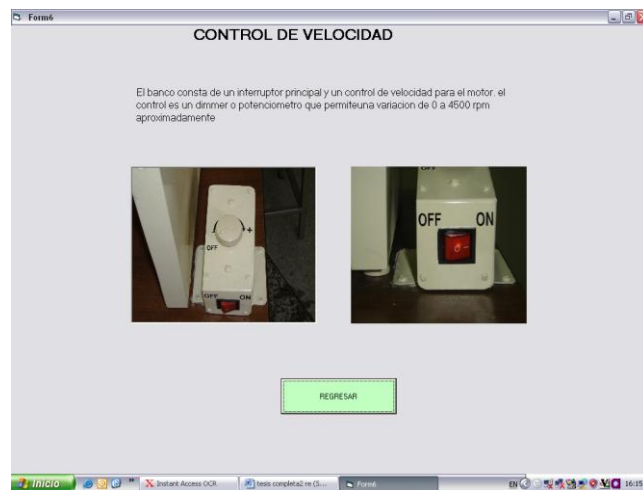 Form6
CONTROL DE VELOCIDAD
El banco consta de un interruptor principal y un control de velocidad para el motor. el
control es un dimmer o potenciometro que permiteuna variacion de 0 a 4500 rpm
aproximadamente
- +
OFF
OFF ON
OFF
OFF ON
REGRESAR
Inicio
Instant Access OCR
tesis completa2 re (S...
Form6
EN
16:15